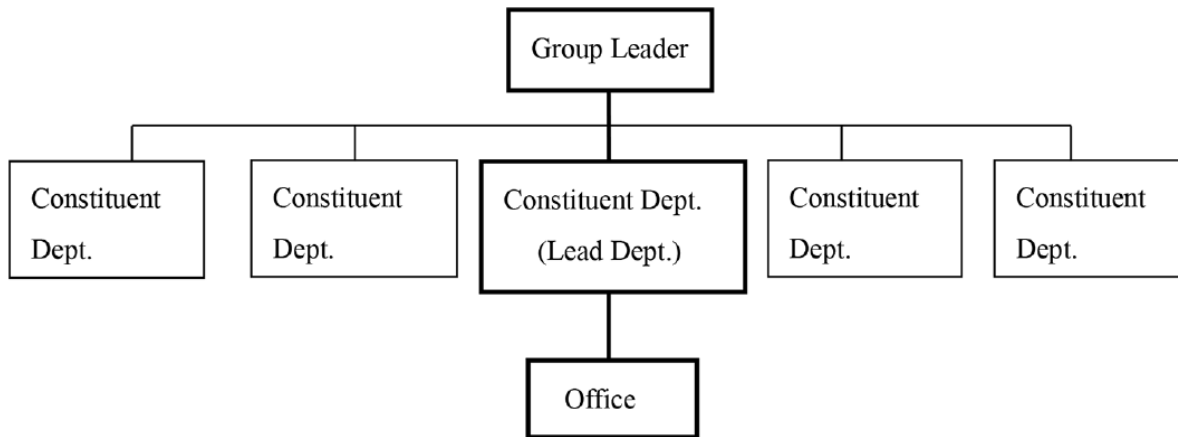 Group Leader
Constituent
Dept.
Constituent
Dept.
Constituent Dept.
(Lead Dept.)
Constituent
Dept.
Constituent
Dept.
Office